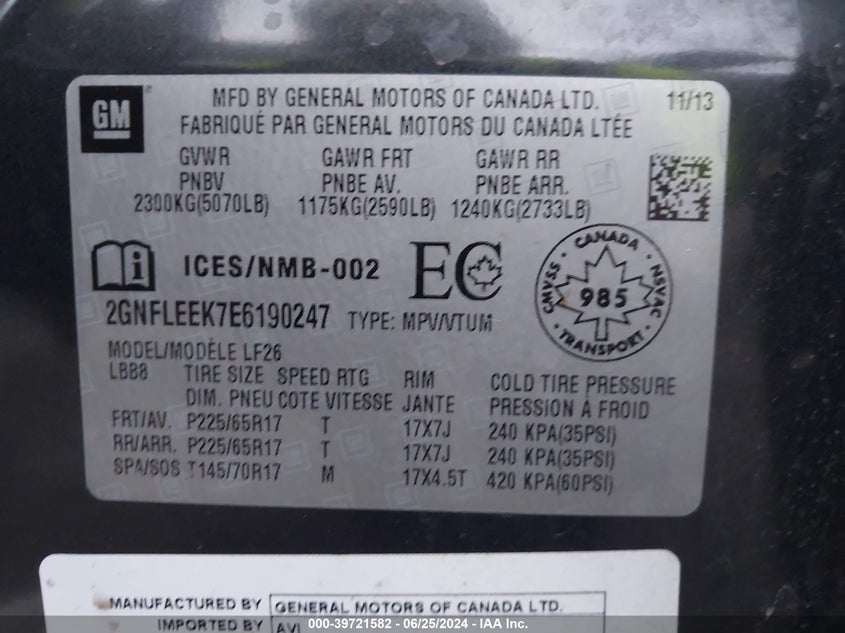 GM
MFD BY GENERAL MOTORS OF CANADA LTD. 11/13
FABRIQUÉ PAR GENERAL MOTORS DU CANADA LTÉE
GVWR GAWR FRT GAWR RR
PNBV PNBE AV. PNBE ARR.
2300KG(5070LB) 1175KG(2590LB) 1240KG(2733LB)
i ICES/NMB-002 EC
CANADA
CMVSS 985 NSVAC
TRANSPORT
2GNFLEEK7E6190247 TYPE: MPV/VTUM
MODEL/MODÈLE LF26
LBB8 TIRE SIZE SPEED RTG RIM COLD TIRE PRESSURE
DIM. PNEU COTE VITESSE JANTE PRESSION À FROID
FRT/AV. P225/65R17 T 17X7J 240 KPA(35PSI)
RR/ARR. P225/65R17 T 17X7J 240 KPA(35PSI)
SPA/SOS T145/70R17 M 17X4.5T 420 KPA(60PSI)
MANUFACTURED BY GENERAL MOTORS OF CANADA LTD.
IMPORTED BY
000-39721582 - 06/25/2024 - IAA Inc.